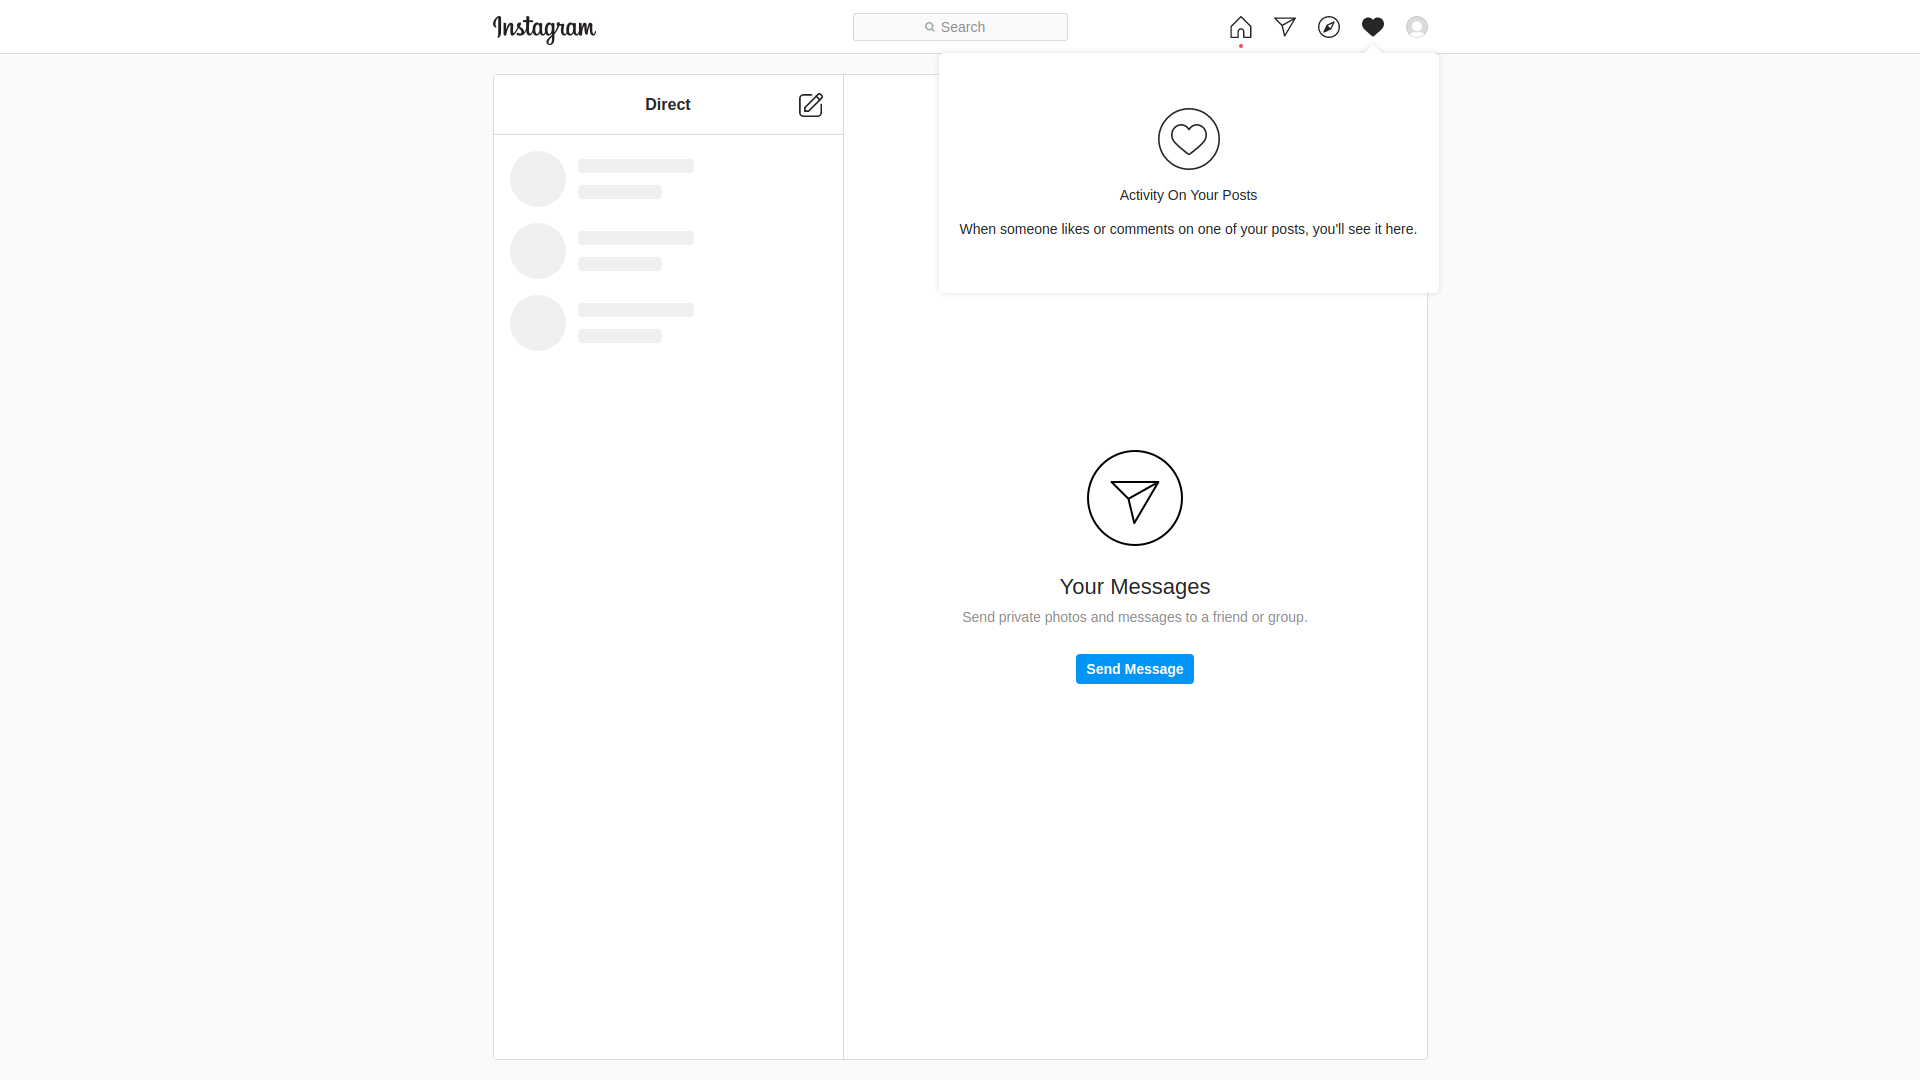 Instagram
Search
Direct
Activity On Your Posts
When someone likes or comments on one of your posts, you'll see it here.
Your Messages
Send private photos and messages to a friend or group.
Send Message